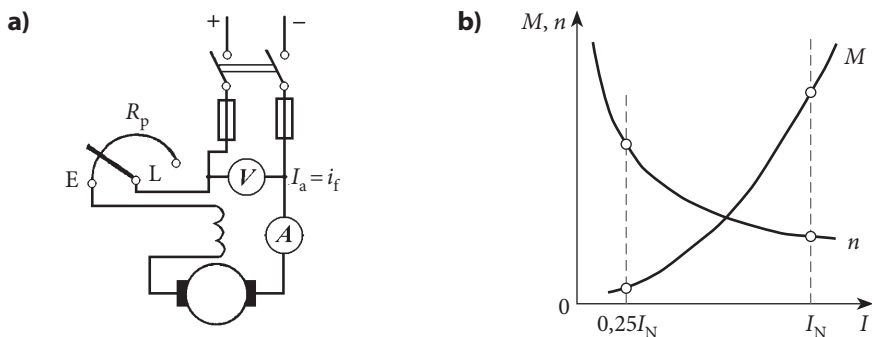 a)
+ −
R_p
E
L
V
I_a = i_f
A
b)
M, n
M
n
0
0,25I_N
I_N
I